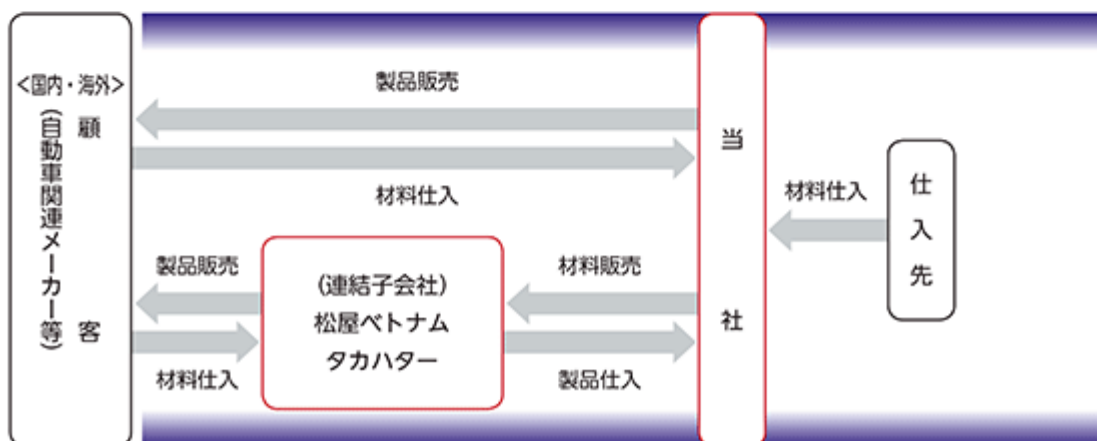 <国内・海外>
顧客
(自動車関連メーカー等)
製品販売
材料仕入
製品販売
材料仕入
(連結子会社)
松屋ベトナム
タカハター
材料販売
製品仕入
当社
材料仕入
仕入先